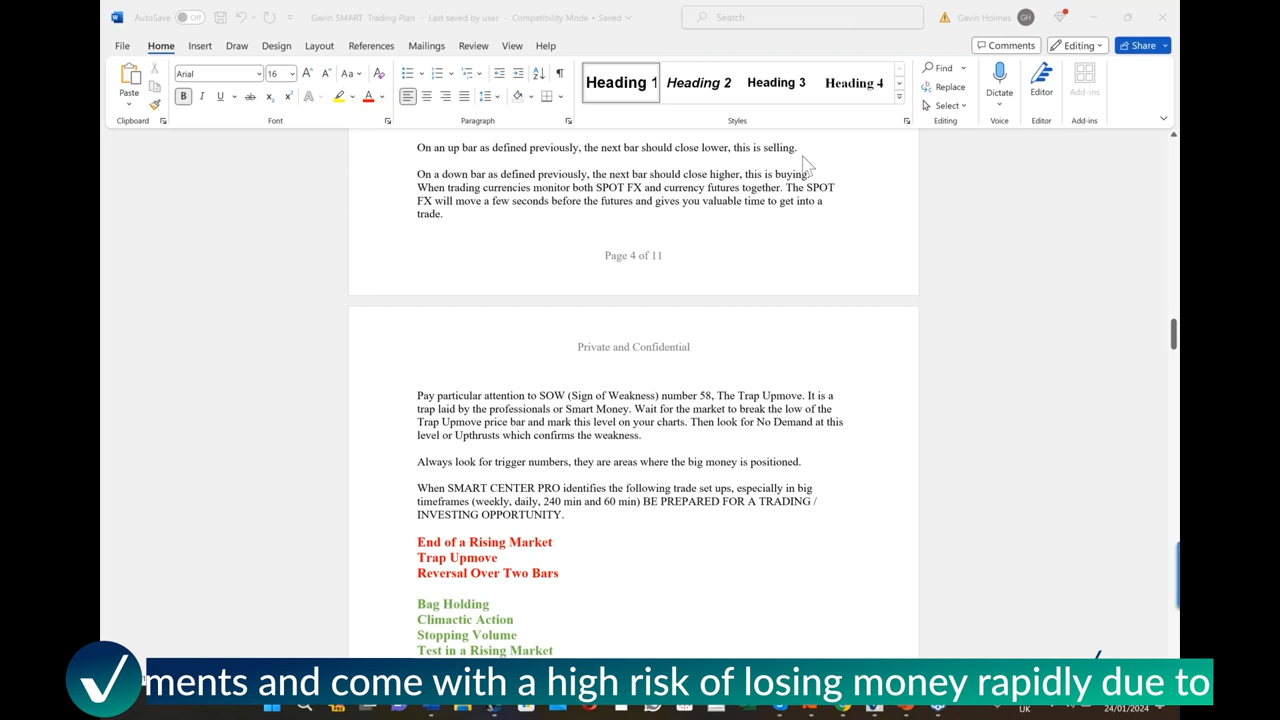 AutoSave Off Gavin SMART Trading Plan - Last saved by user - Compatibility Mode • Saved Search Gavin Holmes GH
File Home Insert Draw Design Layout References Mailings Review View Help Comments Editing Share
Arial 16 A A Aa Heading 1 Heading 2 Heading 3 Heading 4 Find
Paste Replace Dictate Editor Add-ins
B I U ab x₂ x² A A Select
Clipboard Font Paragraph Styles Editing Voice Editor Add-ins
On an up bar as defined previously, the next bar should close lower, this is selling.
On a down bar as defined previously, the next bar should close higher, this is buying.
When trading currencies monitor both SPOT FX and currency futures together. The SPOT
FX will move a few seconds before the futures and gives you valuable time to get into a
trade.
Page 4 of 11
Private and Confidential
Pay particular attention to SOW (Sign of Weakness) number 58, The Trap Upmove. It is a
trap laid by the professionals or Smart Money. Wait for the market to break the low of the
Trap Upmove price bar and mark this level on your charts. Then look for No Demand at this
level or Upthrusts which confirms the weakness.
Always look for trigger numbers, they are areas where the big money is positioned.
When SMART CENTER PRO identifies the following trade set ups, especially in big
timeframes (weekly, daily, 240 min and 60 min) BE PREPARED FOR A TRADING /
INVESTING OPPORTUNITY.
End of a Rising Market
Trap Upmove
Reversal Over Two Bars
Bag Holding
Climactic Action
Stopping Volume
Test in a Rising Market
ments and come with a high risk of losing money rapidly due to
UK 24/01/2024